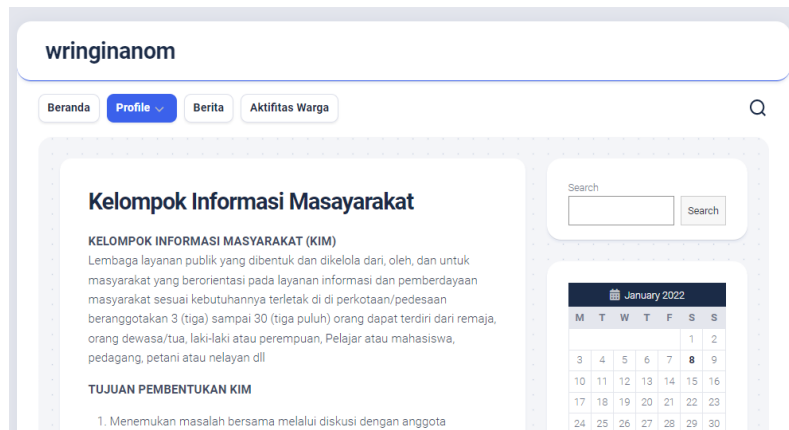 wringinanom
Beranda Profile Berita Aktifitas Warga
Kelompok Informasi Masayarakat
KELOMPOK INFORMASI MASYARAKAT (KIM)
Lembaga layanan publik yang dibentuk dan dikelola dari, oleh, dan untuk
masyarakat yang berorientasi pada layanan informasi dan pemberdayaan
masyarakat sesuai kebutuhannya terletak di di perkotaan/pedesaan
beranggotakan 3 (tiga) sampai 30 (tiga puluh) orang dapat terdiri dari remaja,
orang dewasa/tua, laki-laki atau perempuan, Pelajar atau mahasiswa,
pedagang, petani atau nelayan dll
TUJUAN PEMBENTUKAN KIM
1. Menemukan masalah bersama melalui diskusi dengan anggota
Search
Search
January 2022
M T W T F S S
1 2
3 4 5 6 7 8 9
10 11 12 13 14 15 16
17 18 19 20 21 22 23
24 25 26 27 28 29 30